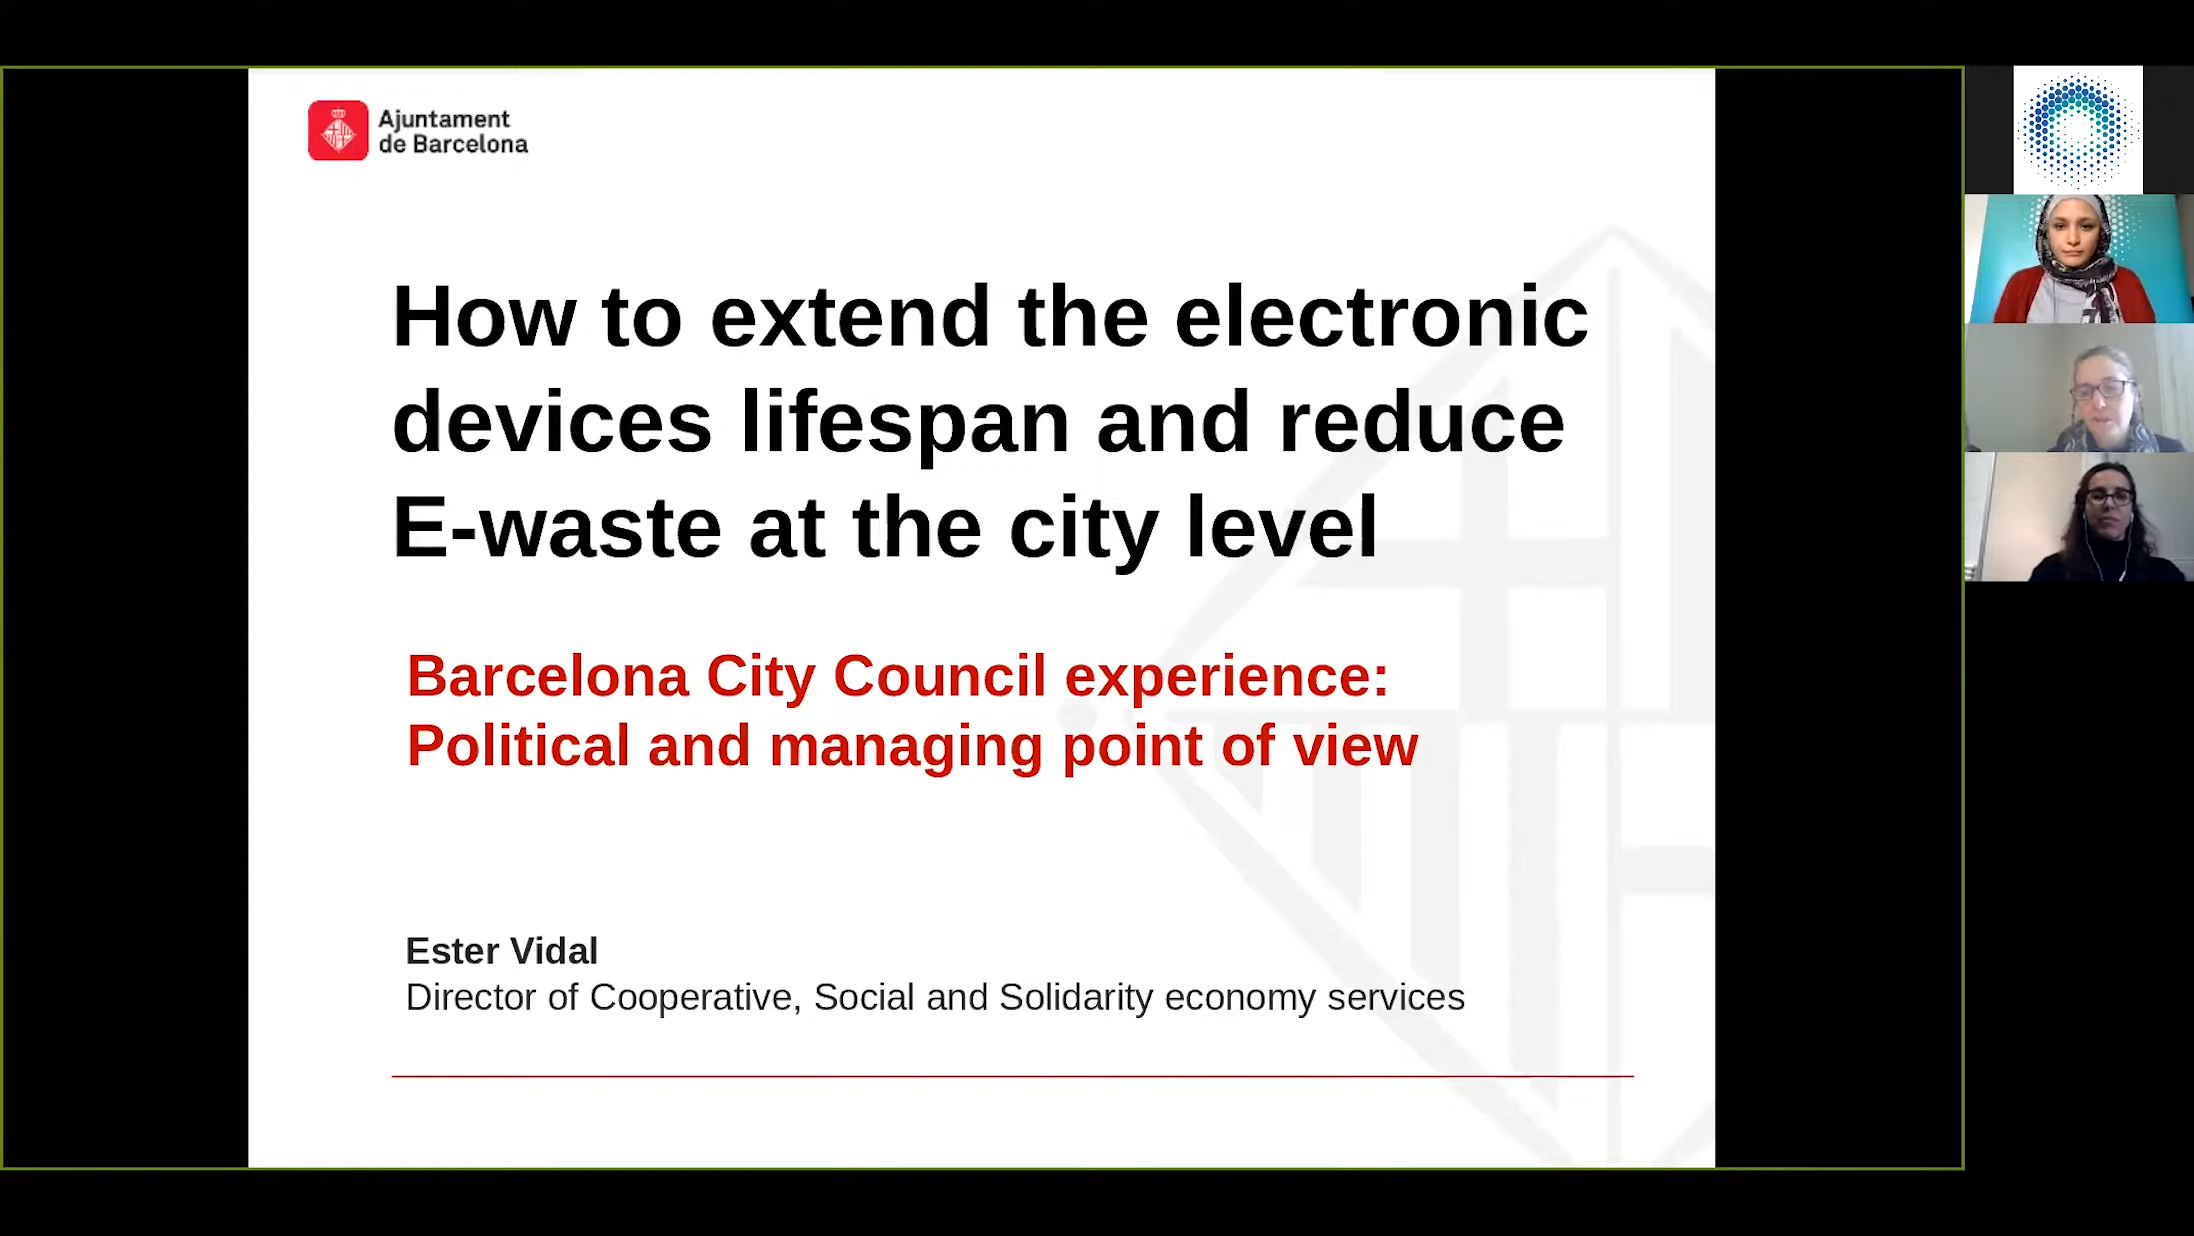 Ajuntament
de Barcelona
How to extend the electronic
devices lifespan and reduce
E-waste at the city level
Barcelona City Council experience:
Political and managing point of view
Ester Vidal
Director of Cooperative, Social and Solidarity economy services